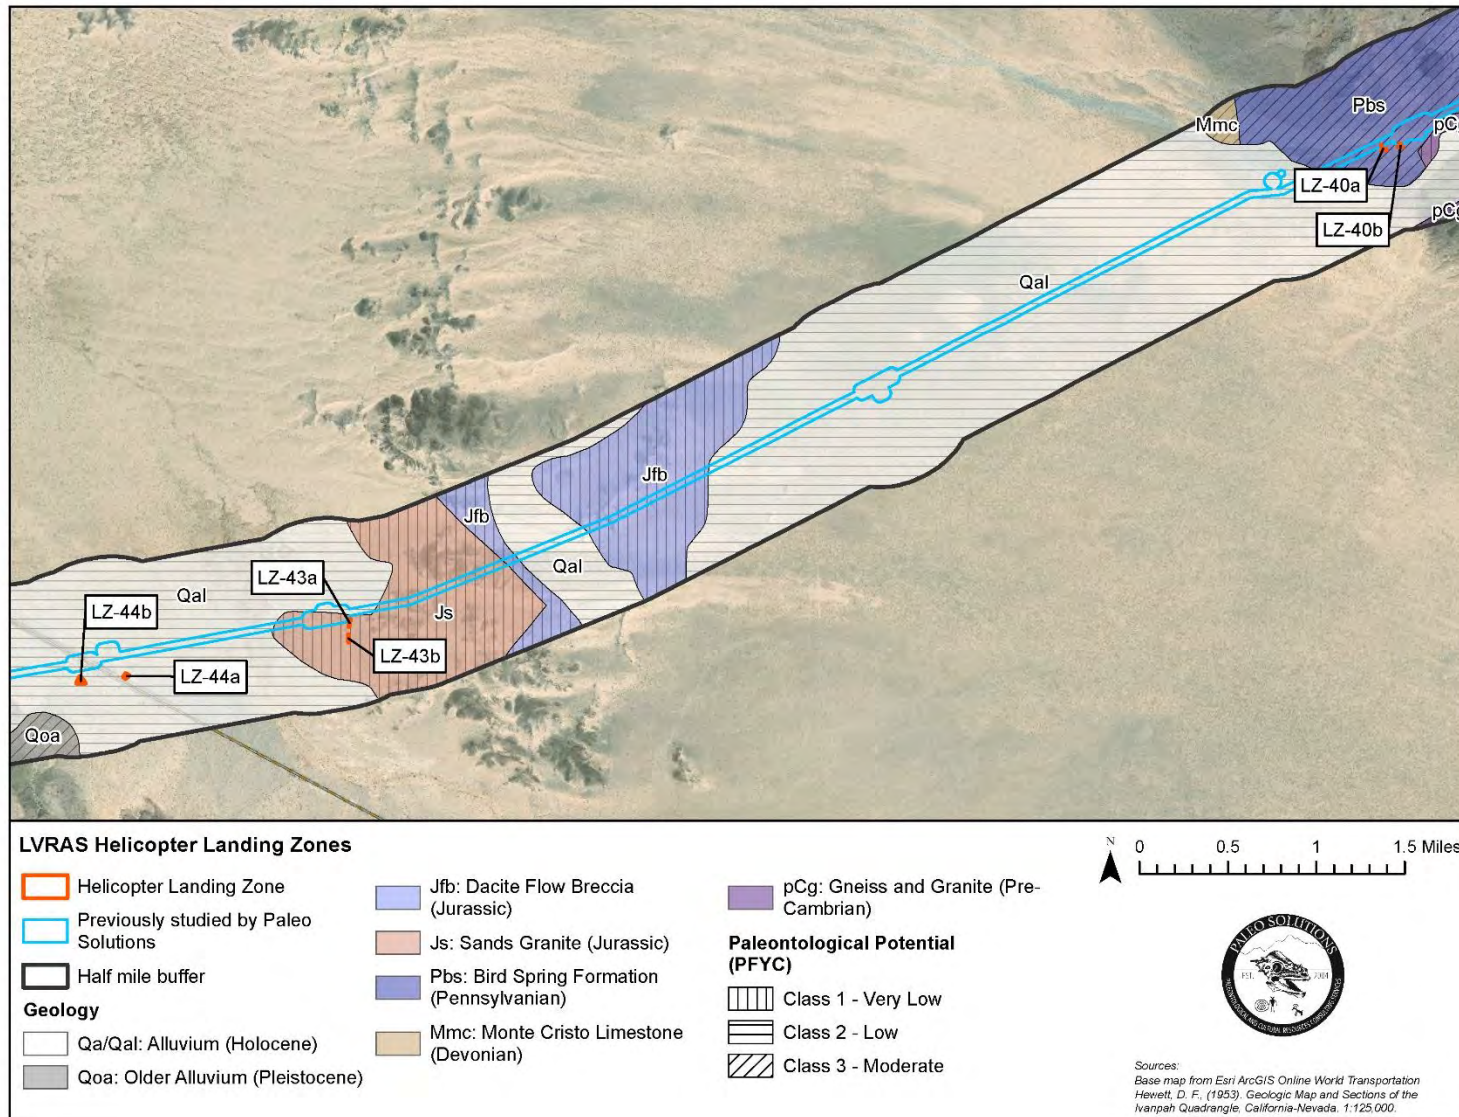 Pbs
Mmc
pC
LZ-40a
pCg
LZ-40b
Qal
Jfb
Jfb
Qal
LZ-43a
Qal
LZ-44b
Js
LZ-43b
LZ-44a
Qoa
LVRAS Helicopter Landing Zones
Helicopter Landing Zone
Previously studied by Paleo
Solutions
Half mile buffer
Geology
Qa/Qal: Alluvium (Holocene)
Qoa: Older Alluvium (Pleistocene)
Jfb: Dacite Flow Breccia
(Jurassic)
Js: Sands Granite (Jurassic)
Pbs: Bird Spring Formation
(Pennsylvanian)
Mmc: Monte Cristo Limestone
(Devonian)
pCg: Gneiss and Granite (Pre-
Cambrian)
Paleontological Potential
(PFYC)
Class 1 - Very Low
Class 2 - Low
Class 3 - Moderate
N
0 0.5 1 1.5 Miles
PALEO SOLUTIONS
EST. 2004
Sources:
Base map from Esri ArcGIS Online World Transportation
Hewett, D. F., (1953). Geologic Map and Sections of the
Ivanpah Quadrangle, California-Nevada. 1:125,000.